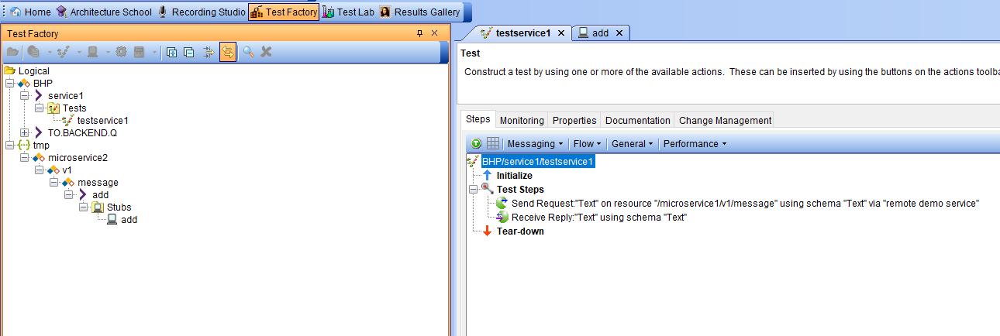 Home Architecture School Recording Studio Test Factory Test Lab Results Gallery
Test Factory
Logical
BHP
service1
Tests
testservice1
TO.BACKEND.Q
tmp
microservice2
v1
message
add
Stubs
add
testservice1 add
Test
Construct a test by using one or more of the available actions. These can be inserted by using the buttons on the actions toolba
Steps Monitoring Properties Documentation Change Management
Messaging Flow General Performance
BHP/service1/testservice1
Initialize
Test Steps
Send Request:"Text" on resource "/microservice1/v1/message" using schema "Text" via "remote demo service"
Receive Reply:"Text" using schema "Text"
Tear-down